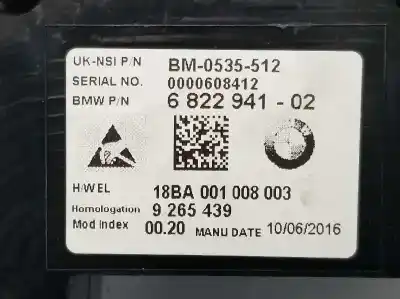 UK-NSI P/N BM-0535-512
SERIAL NO. 0000608412
BMW P/N 6 822 941 - 02
H/W EL 18BA 001 008 003
Homologation 9 265 439
Mod Index 00.20 MANU DATE 10/06/2016